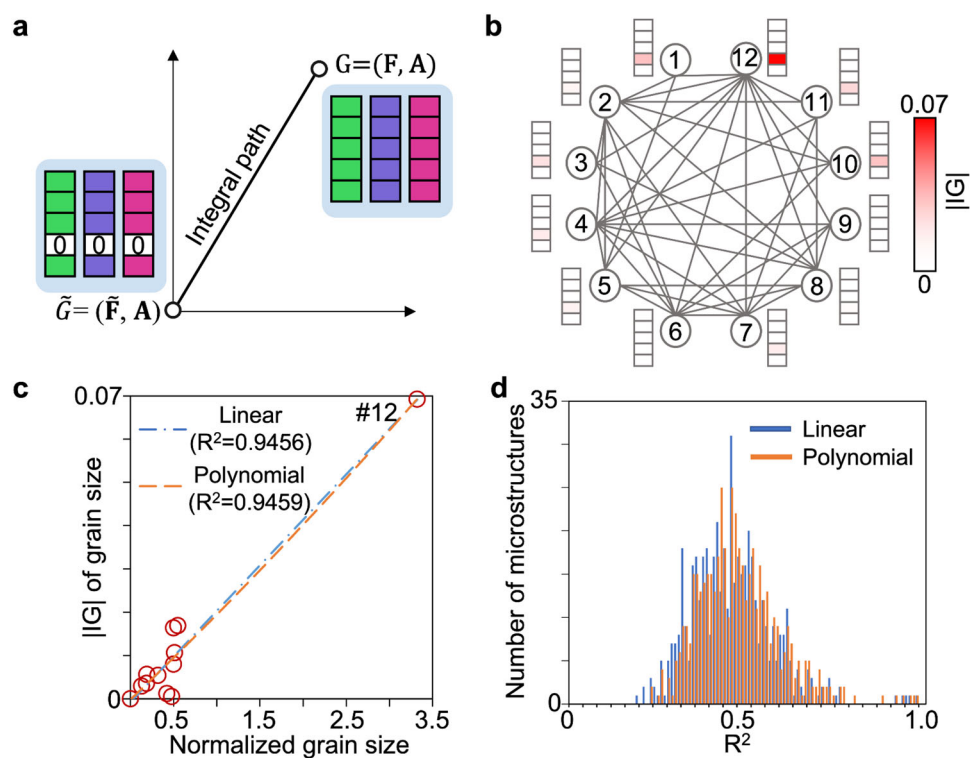 a
G=(F, A)
Integral path
0 0 0
G̃=(F̃, A)
b
1
12
2
11
3
10
4
9
5
8
6
7
0.07
|IG|
0
c
0.07
#12
Linear
(R²=0.9456)
Polynomial
(R²=0.9459)
|IG| of grain size
0
0.5
1.5
2.5
3.5
Normalized grain size
d
35
Linear
Polynomial
Number of microstructures
0
0
0.5
1.0
R²